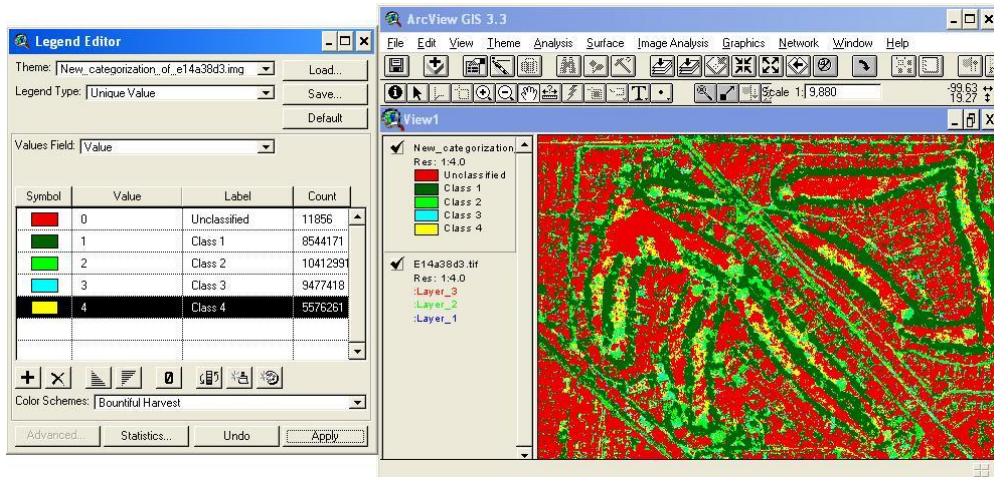 Legend Editor
Theme: New_categorization_of_e14a38d3.img
Load...
Legend Type: Unique Value
Save...
Default
Values Field: Value
Symbol Value Label Count
0 Unclassified 11856
1 Class 1 8544171
2 Class 2 10412991
3 Class 3 9477418
4 Class 4 5576261
Color Schemes: Bountiful Harvest
Advanced... Statistics... Undo Apply
ArcView GIS 3.3
File Edit View Theme Analysis Surface Image Analysis Graphics Network Window Help
Scale 1: 9,880
-99.63
19.27
View1
New_categorization
Res: 1:4.0
Unclassified
Class 1
Class 2
Class 3
Class 4
E14a38d3.tif
Res: 1:4.0
:Layer_3
:Layer_2
:Layer_1